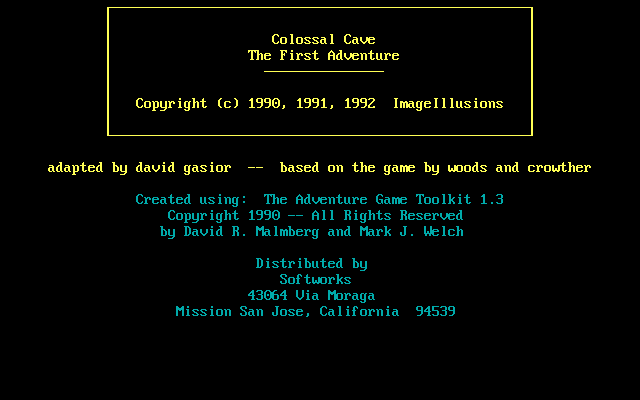 Colossal Cave
The First Adventure
Copyright (c) 1990, 1991, 1992  ImageIllusions
adapted by david gasior  --  based on the game by woods and crowther
Created using:  The Adventure Game Toolkit 1.3
Copyright 1990 -- All Rights Reserved
by David R. Malmberg and Mark J. Welch
Distributed by
Softworks
43064 Via Moraga
Mission San Jose, California  94539